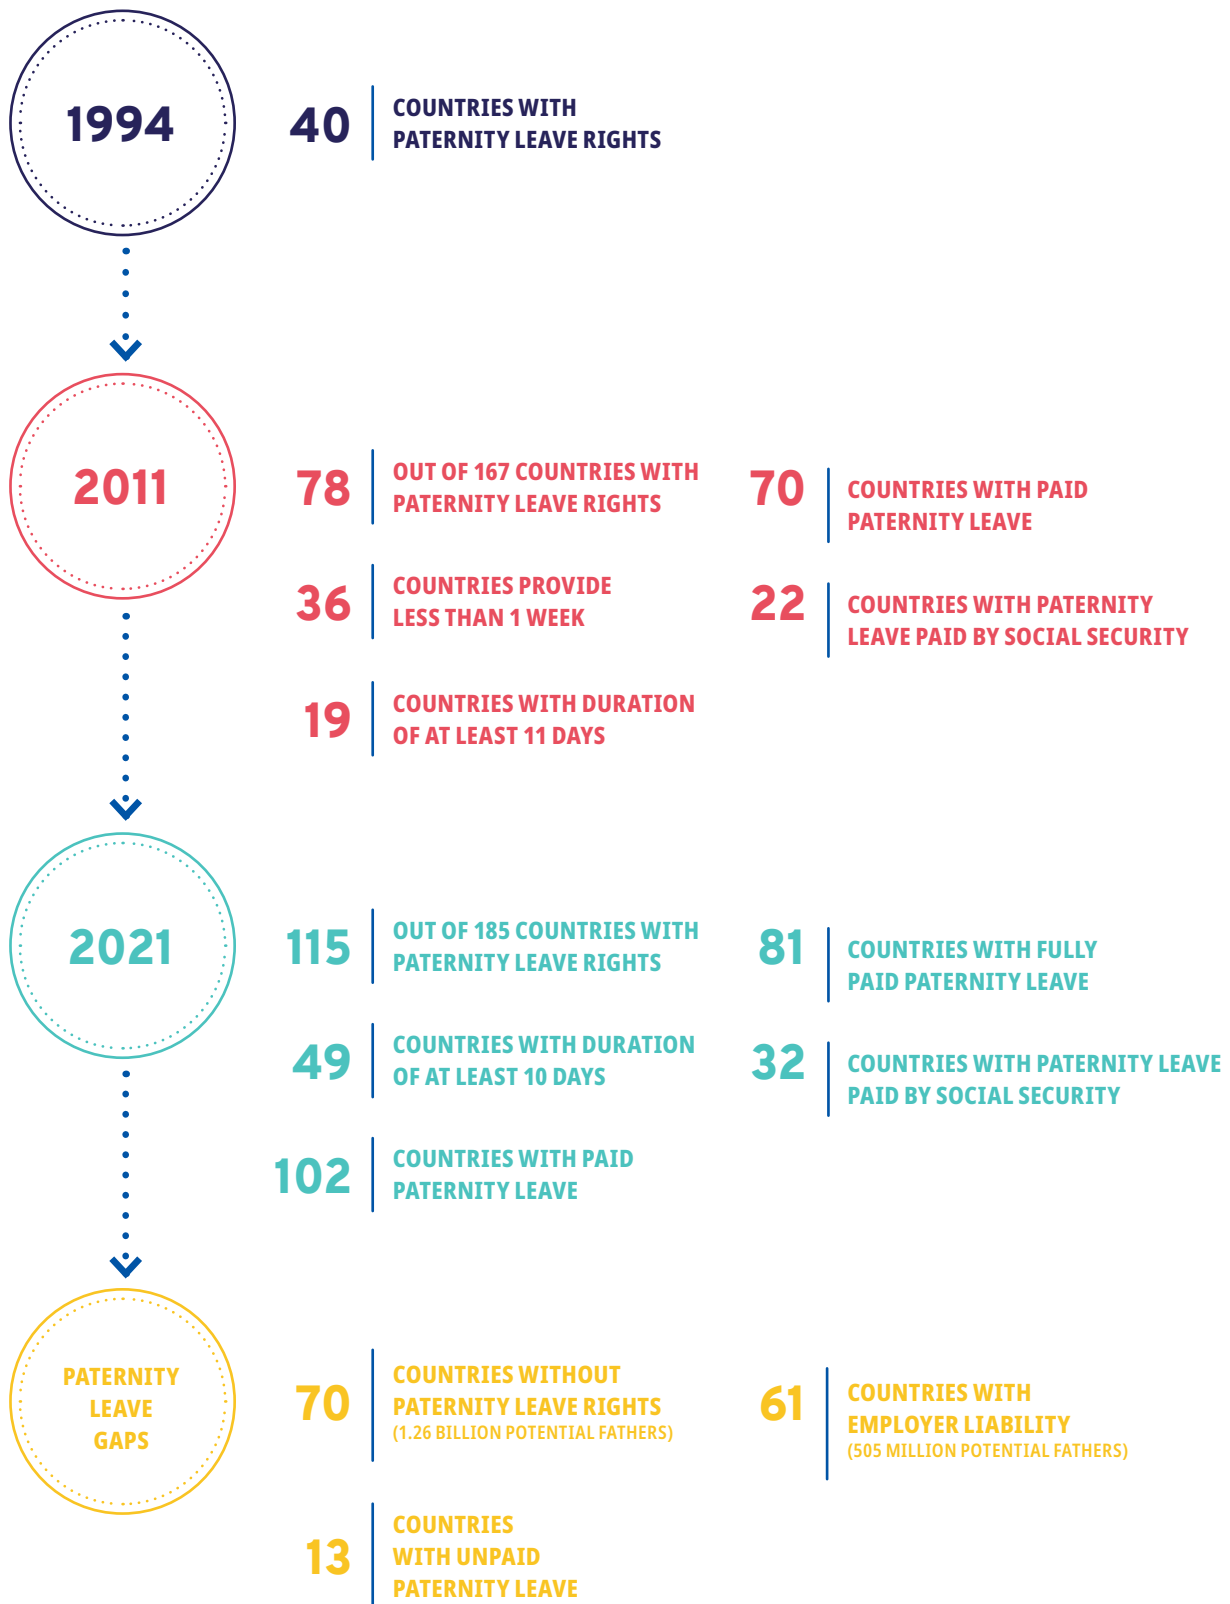 1994
40
COUNTRIES WITH
PATERNITY LEAVE RIGHTS
2011
78
OUT OF 167 COUNTRIES WITH
PATERNITY LEAVE RIGHTS
70
COUNTRIES WITH PAID
PATERNITY LEAVE
36
COUNTRIES PROVIDE
LESS THAN 1 WEEK
22
COUNTRIES WITH PATERNITY
LEAVE PAID BY SOCIAL SECURITY
19
COUNTRIES WITH DURATION
OF AT LEAST 11 DAYS
2021
115
OUT OF 185 COUNTRIES WITH
PATERNITY LEAVE RIGHTS
81
COUNTRIES WITH FULLY
PAID PATERNITY LEAVE
49
COUNTRIES WITH DURATION
OF AT LEAST 10 DAYS
32
COUNTRIES WITH PATERNITY LEAVE
PAID BY SOCIAL SECURITY
102
COUNTRIES WITH PAID
PATERNITY LEAVE
PATERNITY
LEAVE
GAPS
70
COUNTRIES WITHOUT
PATERNITY LEAVE RIGHTS
(1.26 BILLION POTENTIAL FATHERS)
61
COUNTRIES WITH
EMPLOYER LIABILITY
(505 MILLION POTENTIAL FATHERS)
13
COUNTRIES
WITH UNPAID
PATERNITY LEAVE